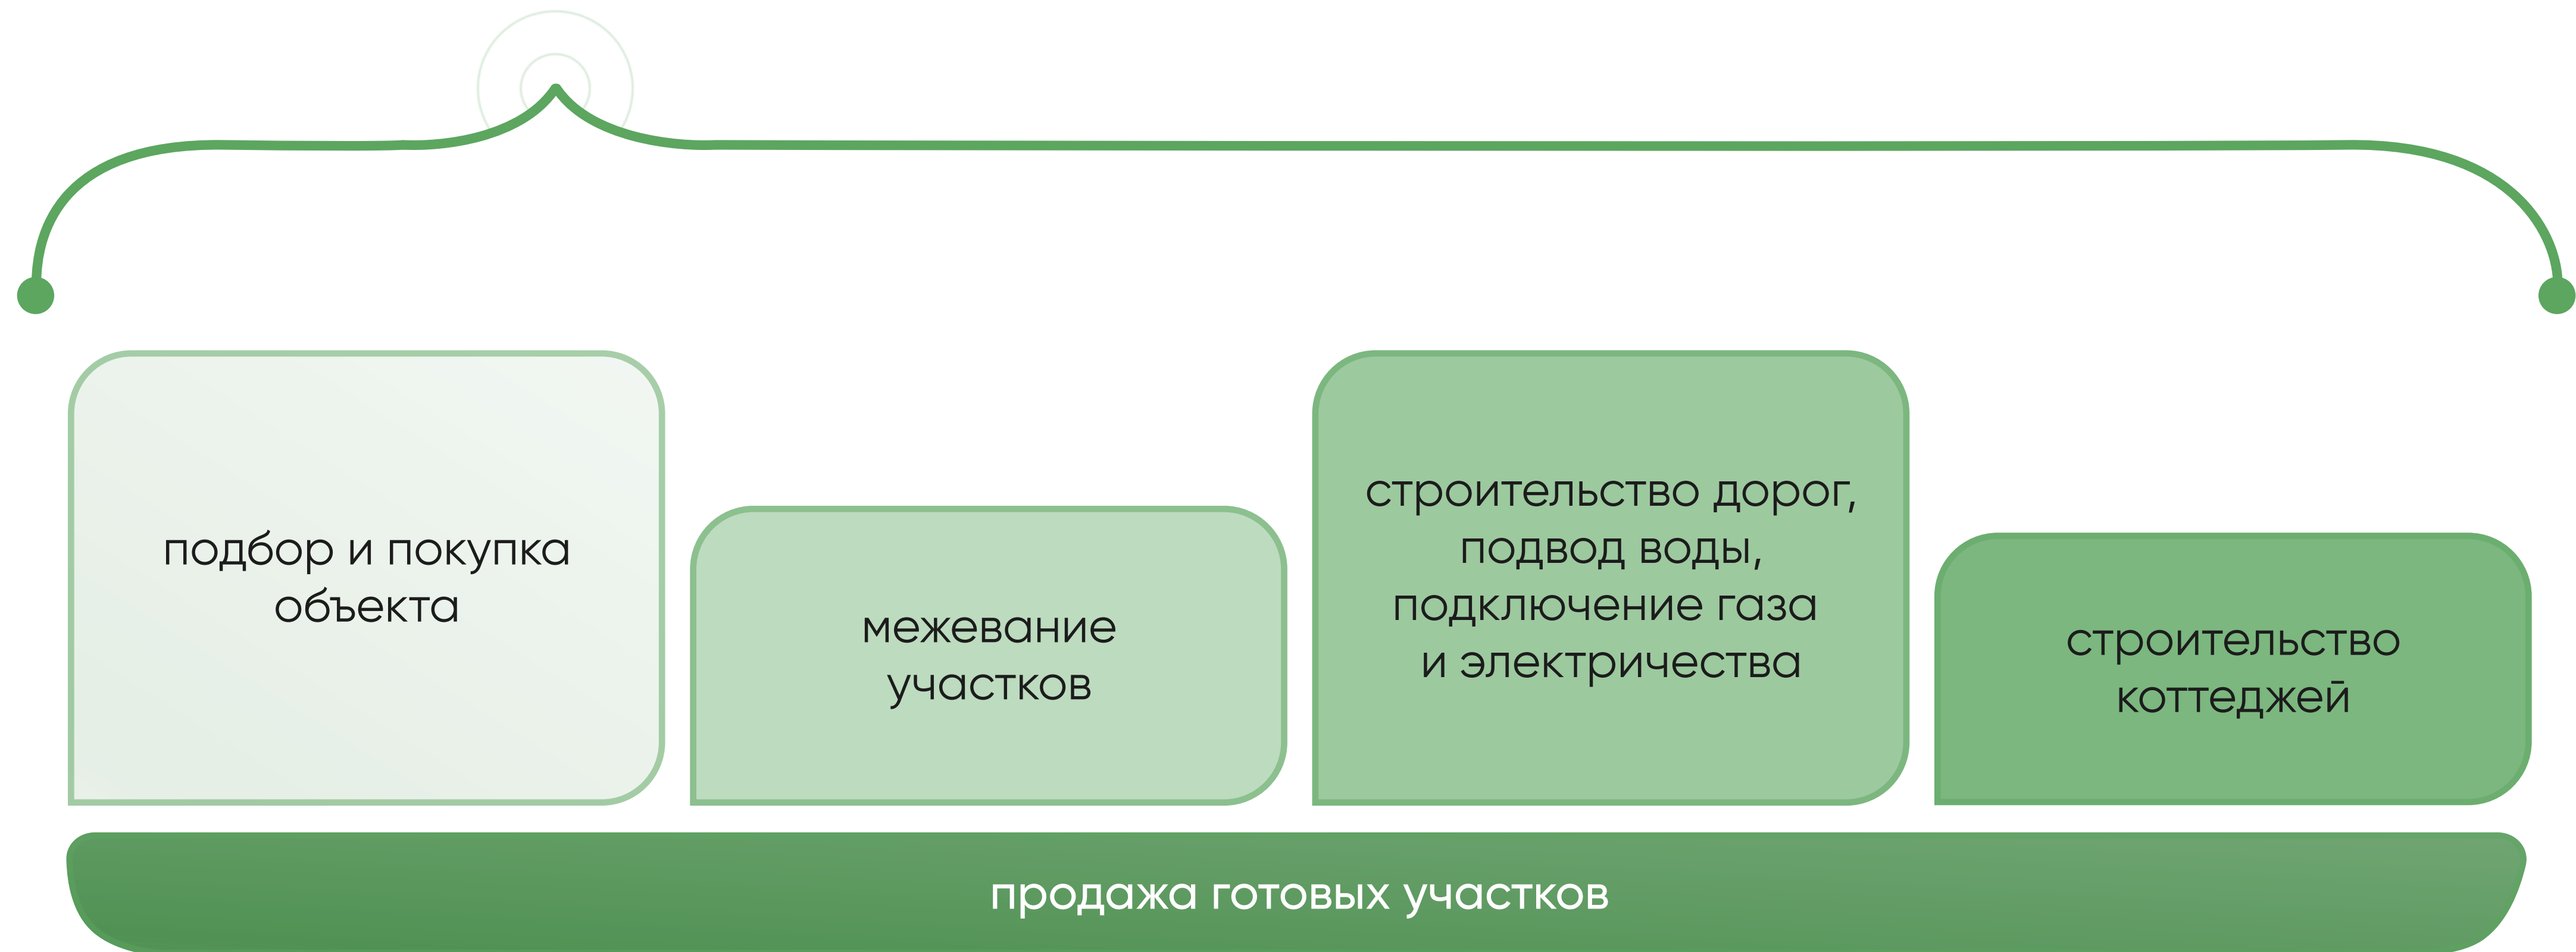 подбор и покупка
объекта
межевание
участков
строительство дорог,
подвод воды,
подключение газа
и электричества
строительство
коттеджей
продажа готовых участков